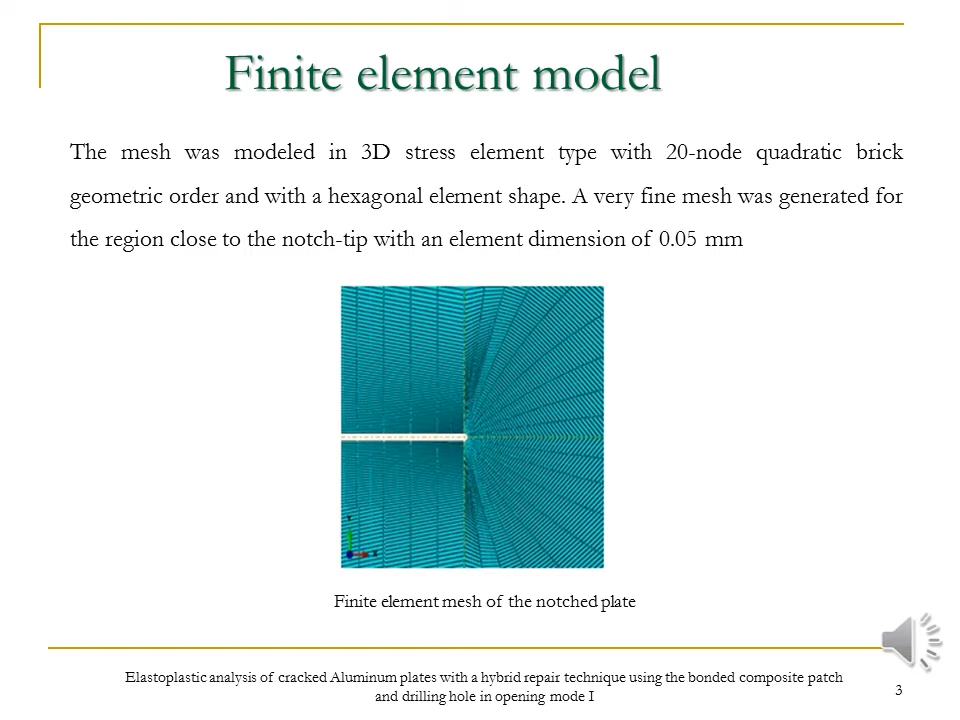 Finite element model
The mesh was modeled in 3D stress element type with 20-node quadratic brick
geometric order and with a hexagonal element shape. A very fine mesh was generated for
the region close to the notch-tip with an element dimension of 0.05 mm
Finite element mesh of the notched plate
Elastoplastic analysis of cracked Aluminum plates with a hybrid repair technique using the bonded composite patch
and drilling hole in opening mode I
3